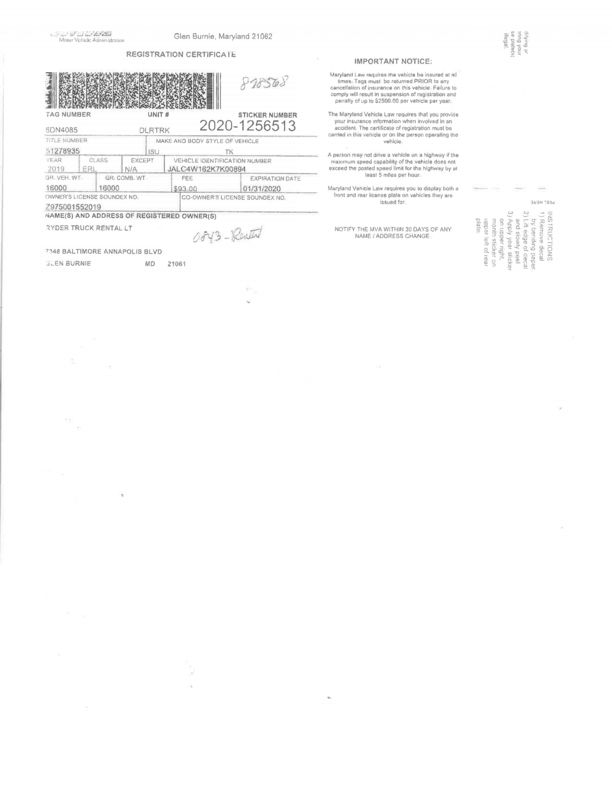 Motor Vehicle Administration
Glen Burnie, Maryland 21062
REGISTRATION CERTIFICATE
878568
TAG NUMBER UNIT # STICKER NUMBER
5DN4085 DLRTRK 2020-1256513
TITLE NUMBER MAKE AND BODY STYLE OF VEHICLE
51278935 ISU TK
YEAR CLASS EXCEPT VEHICLE IDENTIFICATION NUMBER
2019 ERL N/A JALC4W162K7K00894
GR. VEH. WT. GR. COMB. WT. FEE EXPIRATION DATE
16000 16000 $93.00 01/31/2020
OWNER'S LICENSE SOUNDEX NO. CO-OWNER'S LICENSE SOUNDEX NO.
Z975001552019
NAME(S) AND ADDRESS OF REGISTERED OWNER(S)
RYDER TRUCK RENTAL LT
0843 - Rental
7346 BALTIMORE ANNAPOLIS BLVD
GLEN BURNIE MD 21061
IMPORTANT NOTICE:
Maryland Law requires the vehicle be insured at all
times. Tags must be returned PRIOR to any
cancellation of insurance on this vehicle. Failure to
comply will result in suspension of registration and
penalty of up to $2500.00 per vehicle per year.
The Maryland Vehicle Law requires that you provide
your insurance information when involved in an
accident. The certificate of registration must be
carried in this vehicle or on the person operating the
vehicle.
A person may not drive a vehicle on a highway if the
maximum speed capability of the vehicle does not
exceed the posted speed limit for the highway by at
least 5 miles per hour.
Maryland Vehicle Law requires you to display both a
front and rear license plate on vehicles they are
issued for.
NOTIFY THE MVA WITHIN 30 DAYS OF ANY
NAME / ADDRESS CHANGE.
INSTRUCTIONS
1) Remove decal
by bending paper
2) Lift edge of decal
and slowly peel
3) Apply year sticker
on upper right,
month sticker on
upper left of rear
plate.